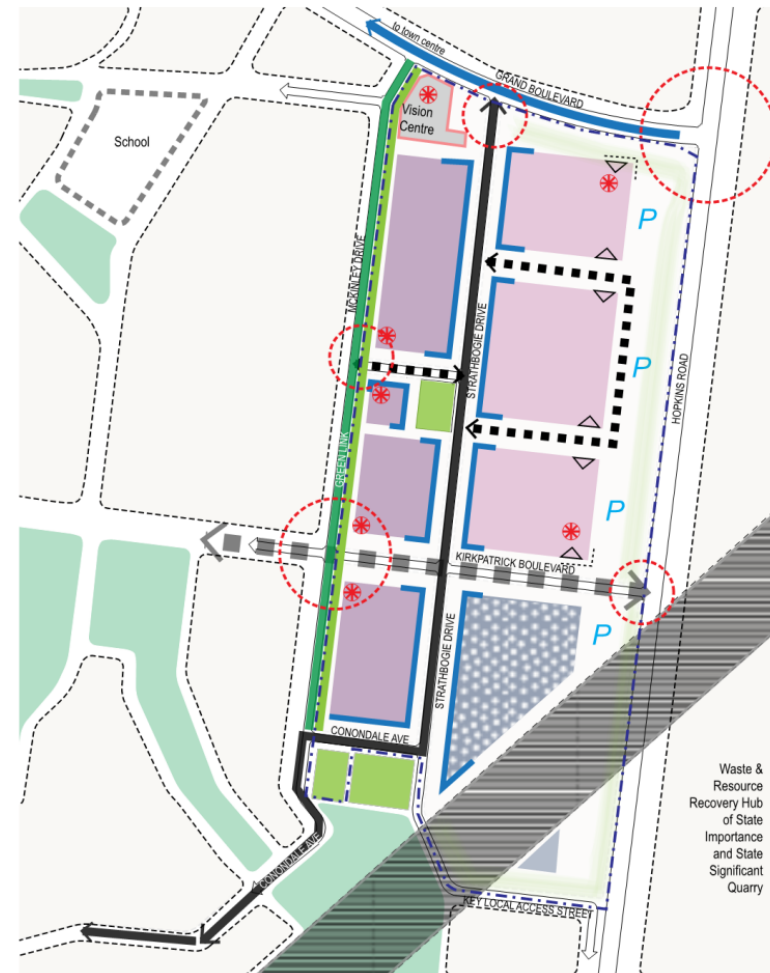 to town centre
GRAND BOULEVARD
Vision
Centre
School
P
MCKINLEY DRIVE
STRATHBOGIE DRIVE
P
HOPKINS ROAD
GREEN LINK
P
KIRKPATRICK BOULEVARD
P
STRATHBOGIE DRIVE
CONONDALE AVE
Waste &
Resource
Recovery Hub
of State
Importance
and State
Significant
Quarry
CONONDALE AVE
KEY LOCAL ACCESS STREET